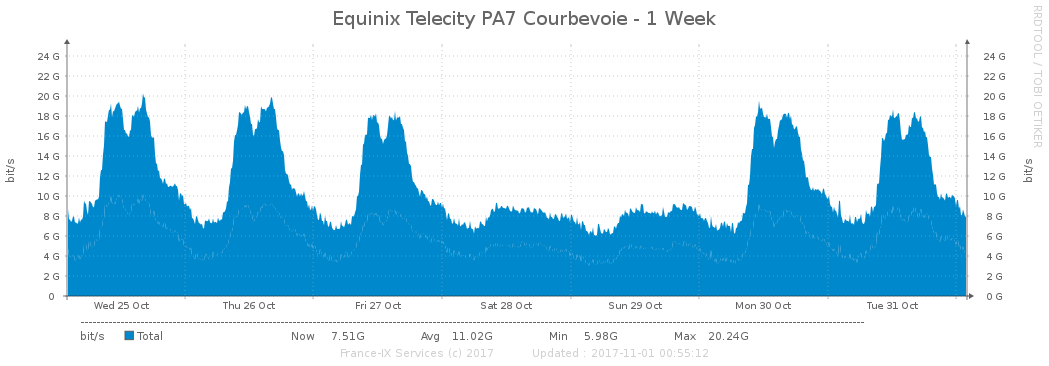 Equinix Telecity PA7 Courbevoie - 1 Week
RRDTOOL / TOBI OETIKER
bit/s
24 G 24 G
22 G 22 G
20 G 20 G
18 G 18 G
16 G 16 G
14 G 14 G
12 G 12 G
10 G 10 G
8 G 8 G
6 G 6 G
4 G 4 G
2 G 2 G
0 0 G
bit/s
Wed 25 Oct Thu 26 Oct Fri 27 Oct Sat 28 Oct Sun 29 Oct Mon 30 Oct Tue 31 Oct
bit/s Total Now 7.51G Avg 11.02G Min 5.98G Max 20.24G
France-IX Services (c) 2017 Updated : 2017-11-01 00:55:12